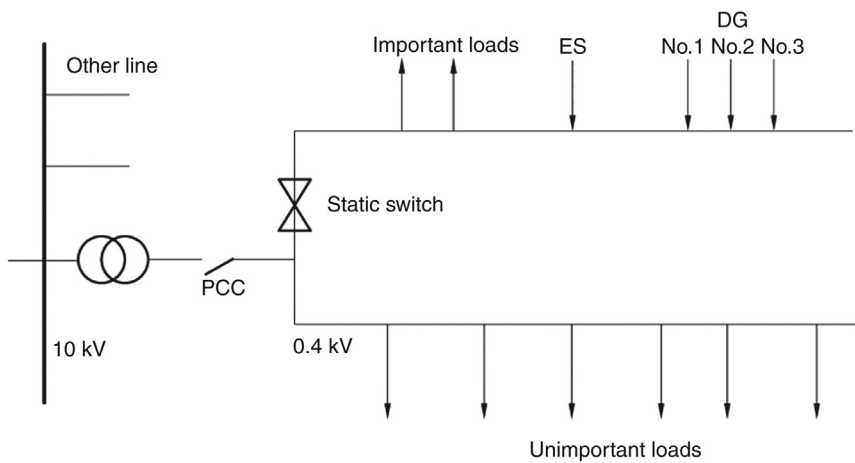 DG
Important loads ES No.1 No.2 No.3
Other line
Static switch
PCC
10 kV
0.4 kV
Unimportant loads